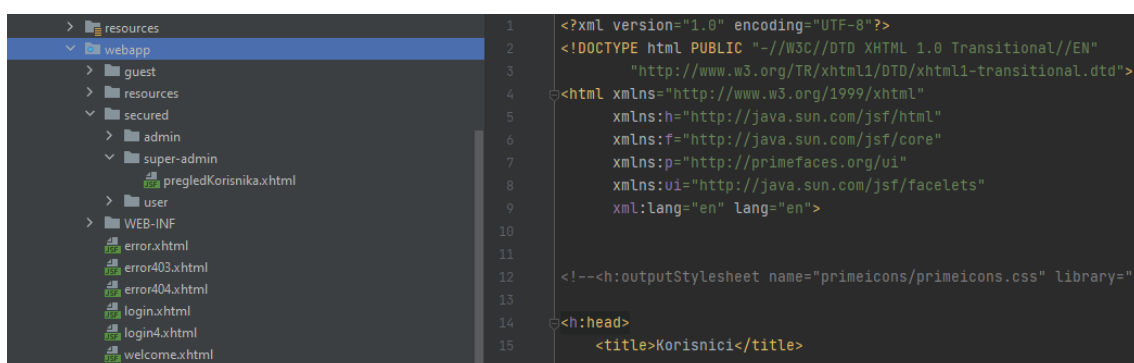 resources
webapp
guest
resources
secured
admin
super-admin
pregledKorisnika.xhtml
user
WEB-INF
error.xhtml
error403.xhtml
error404.xhtml
login.xhtml
login4.xhtml
welcome.xhtml
1 <?xml version="1.0" encoding="UTF-8"?>
2 <!DOCTYPE html PUBLIC "-//W3C//DTD XHTML 1.0 Transitional//EN"
3 "http://www.w3.org/TR/xhtml1/DTD/xhtml1-transitional.dtd">
4 <html xmlns="http://www.w3.org/1999/xhtml"
5 xmlns:h="http://java.sun.com/jsf/html"
6 xmlns:f="http://java.sun.com/jsf/core"
7 xmlns:p="http://primefaces.org/ui"
8 xmlns:ui="http://java.sun.com/jsf/facelets"
9 xml:lang="en" lang="en">
10
11
12 <!--<h:outputStylesheet name="primeicons/primeicons.css" library="
13
14 <h:head>
15 <title>Korisnici</title>